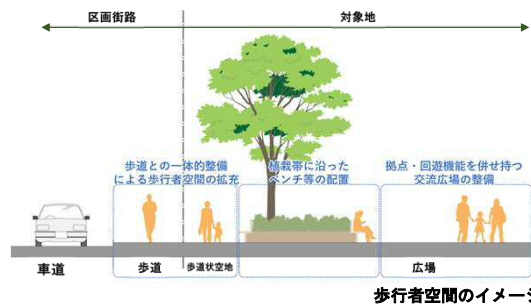 区画街路
対象地
歩道との一体的整備
による歩行者空間の拡充
植栽帯に沿った
ベンチ等の配置
拠点・回遊機能を併せ持つ
交流広場の整備
車道
歩道
歩道状空地
広場
歩行者空間のイメージ